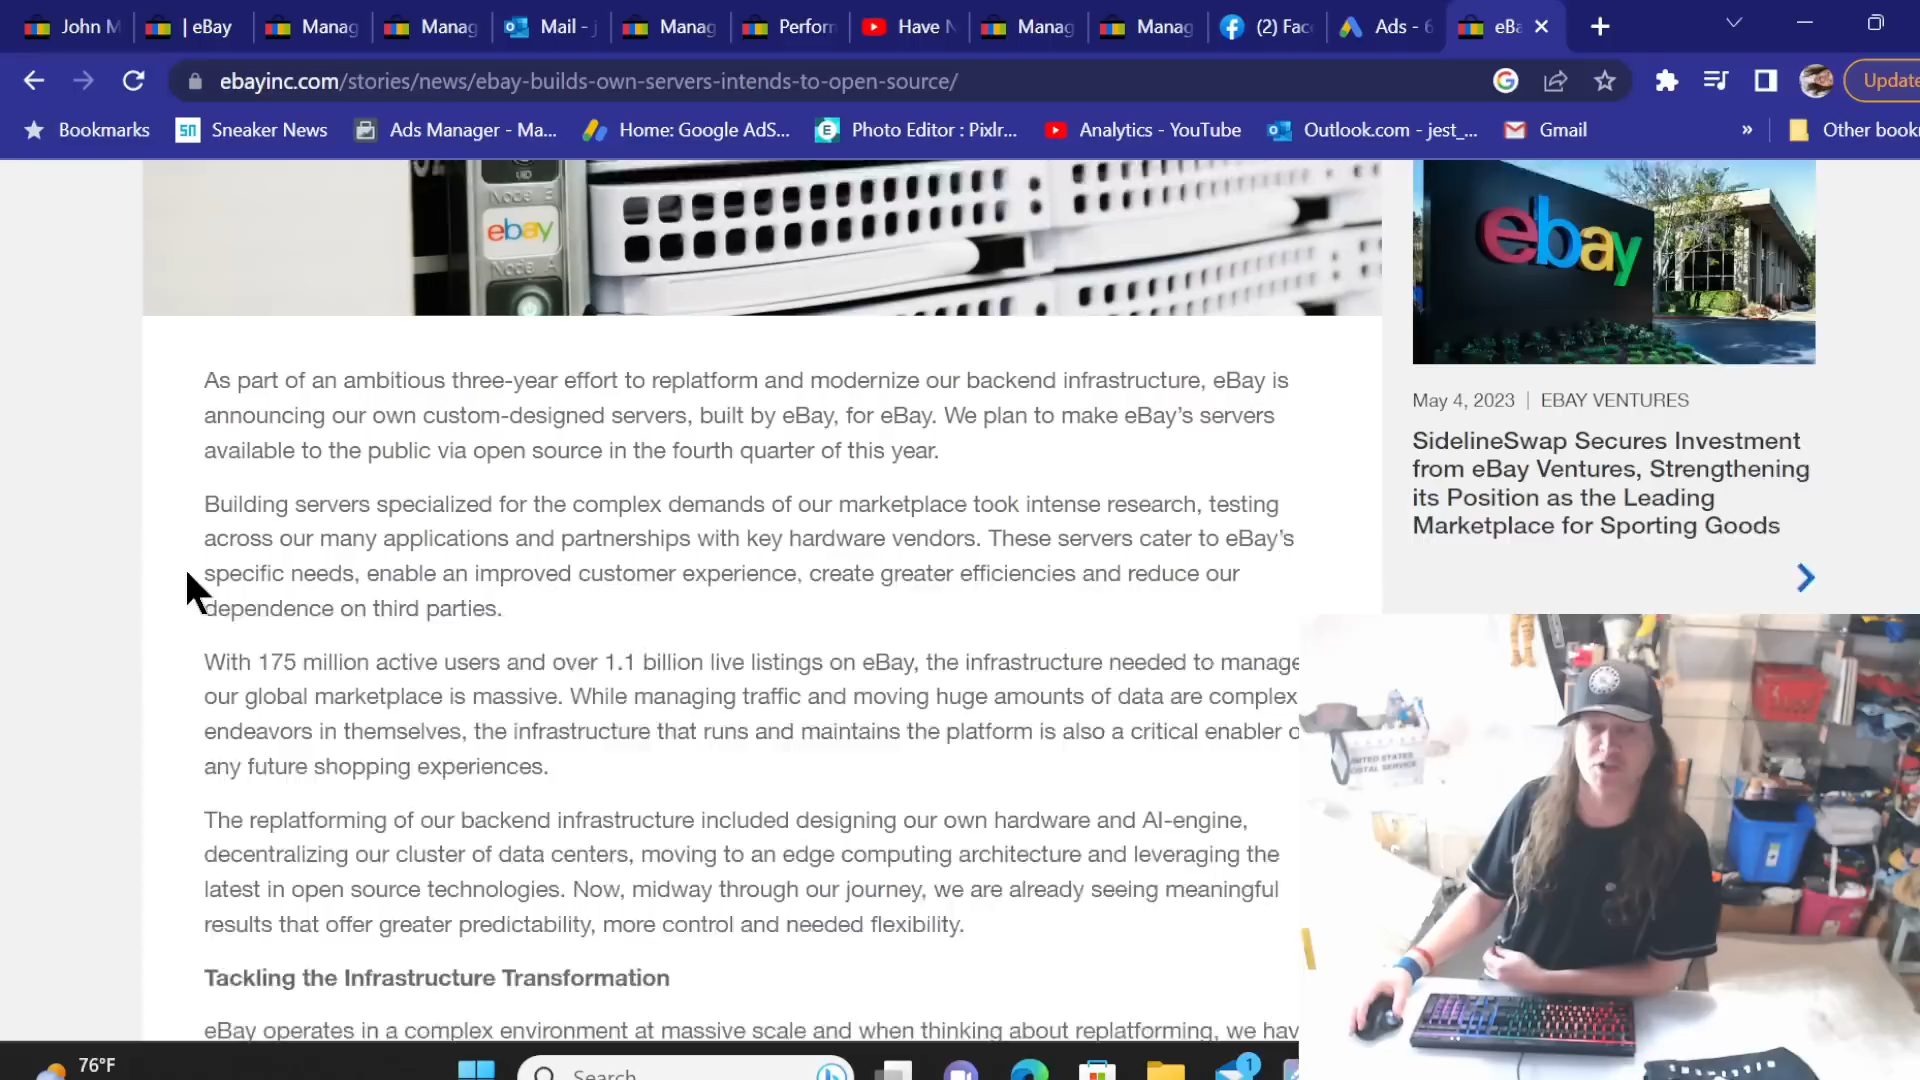 John M
| eBay
Manag
Manag
Mail - j
Manag
Perform
Have N
Manag
Manag
(2) Fac
Ads - 6
eBa
ebayinc.com/stories/news/ebay-builds-own-servers-intends-to-open-source/
Update
Bookmarks
Sneaker News
Ads Manager - Ma...
Home: Google AdS...
Photo Editor : Pixlr...
Analytics - YouTube
Outlook.com - jest_...
Gmail
»
Other book
UID
Node B
ebay
Node A
ebay
As part of an ambitious three-year effort to replatform and modernize our backend infrastructure, eBay is
announcing our own custom-designed servers, built by eBay, for eBay. We plan to make eBay's servers
available to the public via open source in the fourth quarter of this year.
Building servers specialized for the complex demands of our marketplace took intense research, testing
across our many applications and partnerships with key hardware vendors. These servers cater to eBay's
specific needs, enable an improved customer experience, create greater efficiencies and reduce our
dependence on third parties.
With 175 million active users and over 1.1 billion live listings on eBay, the infrastructure needed to manage
our global marketplace is massive. While managing traffic and moving huge amounts of data are complex
endeavors in themselves, the infrastructure that runs and maintains the platform is also a critical enabler o
any future shopping experiences.
The replatforming of our backend infrastructure included designing our own hardware and AI-engine,
decentralizing our cluster of data centers, moving to an edge computing architecture and leveraging the
latest in open source technologies. Now, midway through our journey, we are already seeing meaningful
results that offer greater predictability, more control and needed flexibility.
Tackling the Infrastructure Transformation
eBay operates in a complex environment at massive scale and when thinking about replatforming, we hav
May 4, 2023 | EBAY VENTURES
SidelineSwap Secures Investment
from eBay Ventures, Strengthening
its Position as the Leading
Marketplace for Sporting Goods
UNITED STATES
POSTAL SERVICE
76°F
Search
1